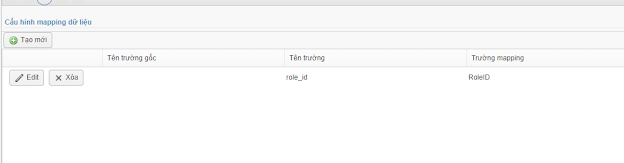 Cấu hình mapping dữ liệu
Tạo mới
Tên trường gốc Tên trường Trường mapping
Edit Xóa role_id RoleID